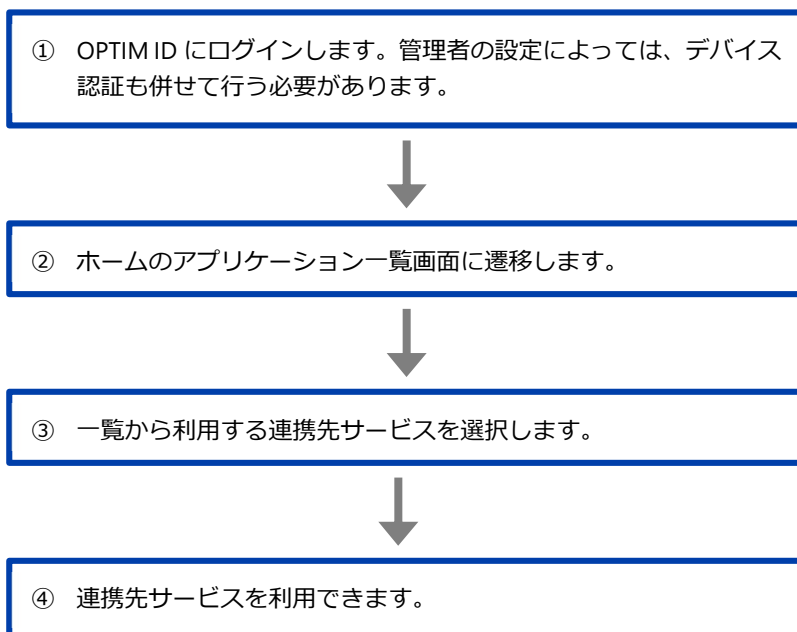 ① OPTIM ID にログインします。管理者の設定によっては、デバイス
認証も併せて行う必要があります。
② ホームのアプリケーション一覧画面に遷移します。
③ 一覧から利用する連携先サービスを選択します。
④ 連携先サービスを利用できます。